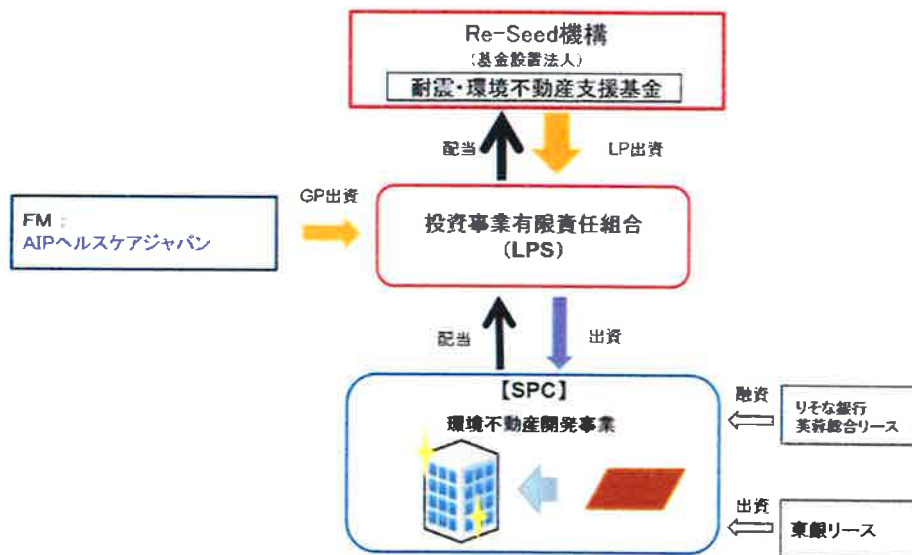 Re-Seed機構
(基金設置法人)
耐震・環境不動産支援基金
配当
LP出資
GP出資
FM:
AIPヘルスケアジャパン
投資事業有限責任組合
(LPS)
配当
出資
【SPC】
環境不動産開発事業
融資
りそな銀行
芙蓉総合リース
出資
東銀リース